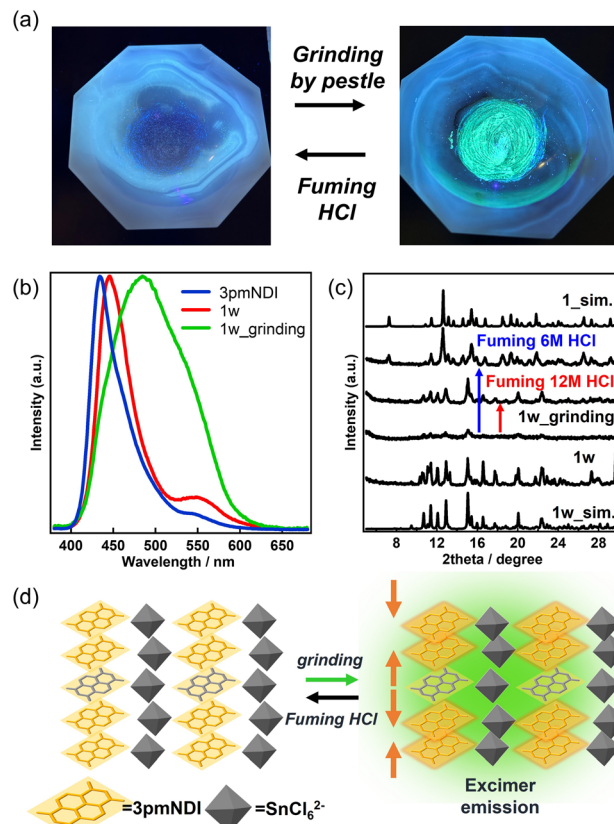 (a)
Grinding
by pestle
Fuming
HCl
(b)
3pmNDI
1w
1w_grinding
Intensity (a.u.)
400 450 500 550 600 650
Wavelength / nm
(c)
1_sim.
Fuming 6M HCl
Fuming 12M HCl
1w_grinding
1w
1w_sim.
Intensity (a.u.)
8 12 16 20 24 28
2theta / degree
(d)
grinding
Fuming HCl
Excimer
emission
=3pmNDI
=SnCl₆²⁻